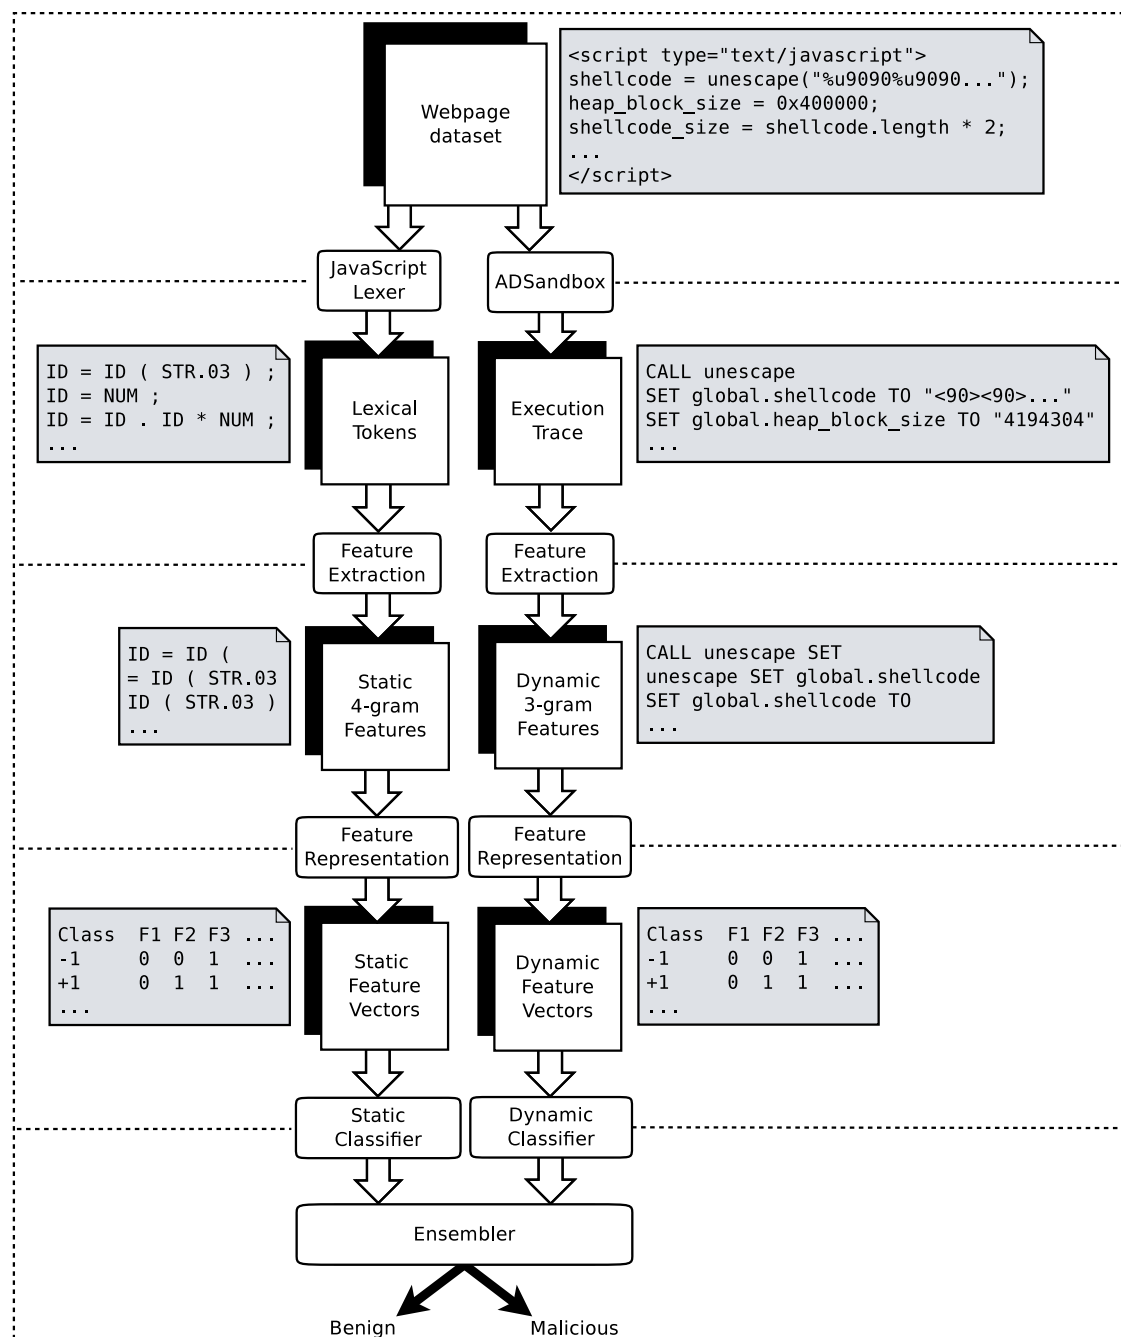 Webpage
dataset
<script type="text/javascript">
shellcode = unescape("%u9090%u9090...");
heap_block_size = 0x400000;
shellcode_size = shellcode.length * 2;
...
</script>
JavaScript
Lexer
ADSandbox
ID = ID ( STR.03 ) ;
ID = NUM ;
ID = ID . ID * NUM ;
...
Lexical
Tokens
Execution
Trace
CALL unescape
SET global.shellcode TO "<90><90>..."
SET global.heap_block_size TO "4194304"
...
Feature
Extraction
Feature
Extraction
ID = ID (
= ID ( STR.03
ID ( STR.03 )
...
Static
4-gram
Features
Dynamic
3-gram
Features
CALL unescape SET
unescape SET global.shellcode
SET global.shellcode TO
...
Feature
Representation
Feature
Representation
Class F1 F2 F3 ...
-1 0 0 1 ...
+1 0 1 1 ...
...
Static
Feature
Vectors
Dynamic
Feature
Vectors
Class F1 F2 F3 ...
-1 0 0 1 ...
+1 0 1 1 ...
...
Static
Classifier
Dynamic
Classifier
Ensembler
Benign
Malicious